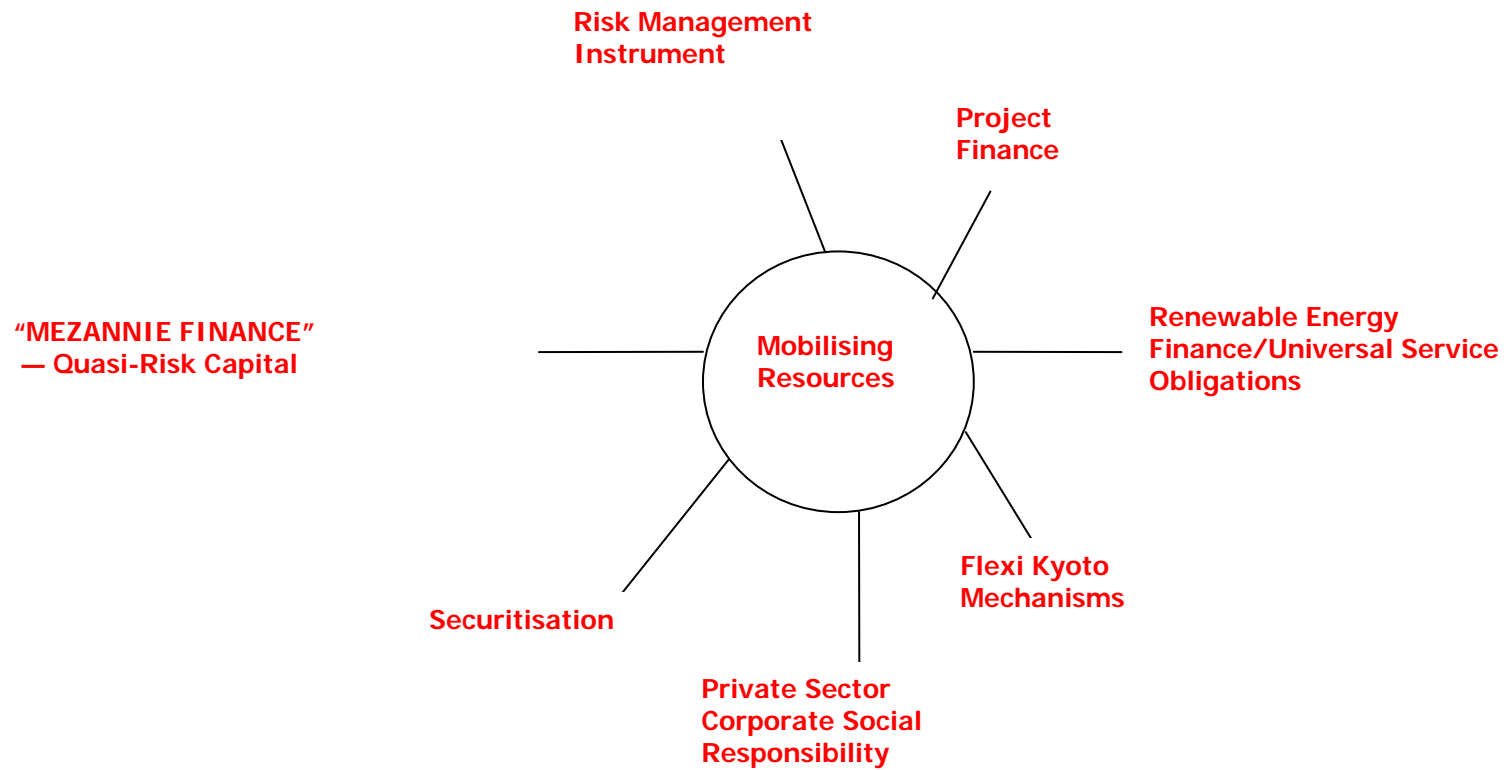 Risk Management
Instrument
Project
Finance
“MEZANNIE FINANCE”
— Quasi-Risk Capital
Mobilising
Resources
Renewable Energy
Finance/Universal Service
Obligations
Flexi Kyoto
Mechanisms
Securitisation
Private Sector
Corporate Social
Responsibility